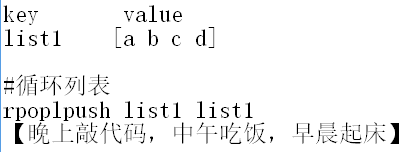 key value
list1 [a b c d]
#循环列表
rpoplpush list1 list1
【晚上敲代码，中午吃饭，早晨起床】